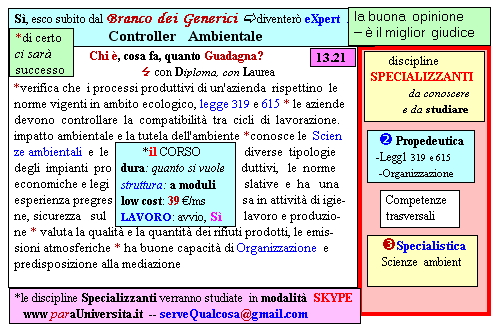 Sì, esco subito dal Branco dei Generici ➪diventerò eXpert !
Controller Ambientale
la buona opinione
– è il miglior giudice
*di certo
ci sarà
successo
Chi è, cosa fa, quanto Guadagna?
ϟ con Diploma, con Laurea
13.21
*verifica che i processi produttivi di un'azienda rispettino le
norme vigenti in ambito ecologico, legge 319 e 615 * le aziende
devono controllare la compatibilità tra cicli di lavorazione.
impatto ambientale e la tutela dell'ambiente *conosce le Scien
ze ambientali e le diverse tipologie
degli impianti pro duttivi, le norme
economiche e legi slative e ha una
esperienza pregres sa in attività di igie-
ne, sicurezza sul lavoro e produzio-
ne * valuta la qualità e la quantità dei rifiuti prodotti, le emis-
sioni atmosferiche * ha buone capacità di Organizzazione e
predisposizione alla mediazione
*il CORSO
dura: quanto si vuole
struttura: a moduli
low cost: 39 €/ms
LAVORO: avvio, Sì
discipline
SPECIALIZZANTI
da conoscere
e da studiare
❷ Propedeutica
-Legg1 319 e 615
-Organizzazione
Competenze
trasversali
❸Specialistica
Scienze ambient
*le discipline Specializzanti verranno studiate in modalità SKYPE
www.paraUniversita.it -- serveQualcosa@gmail.com